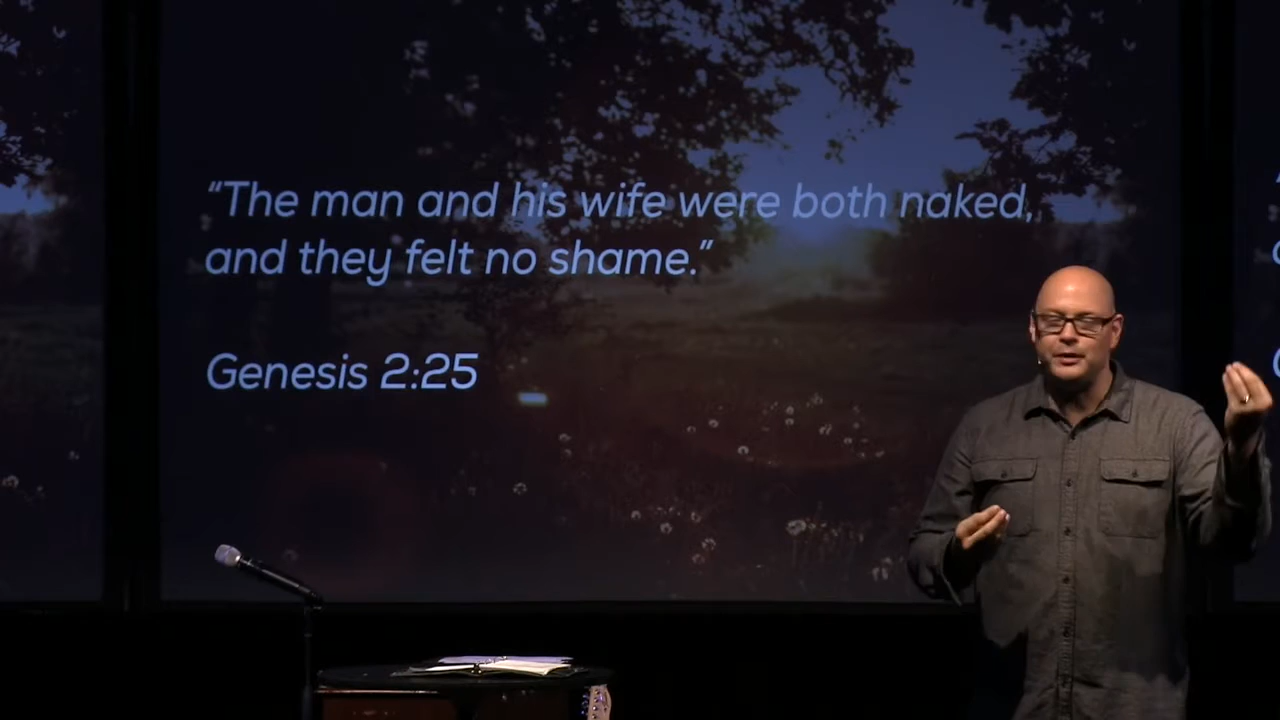 “The man and his wife were both naked,
and they felt no shame.”
Genesis 2:25